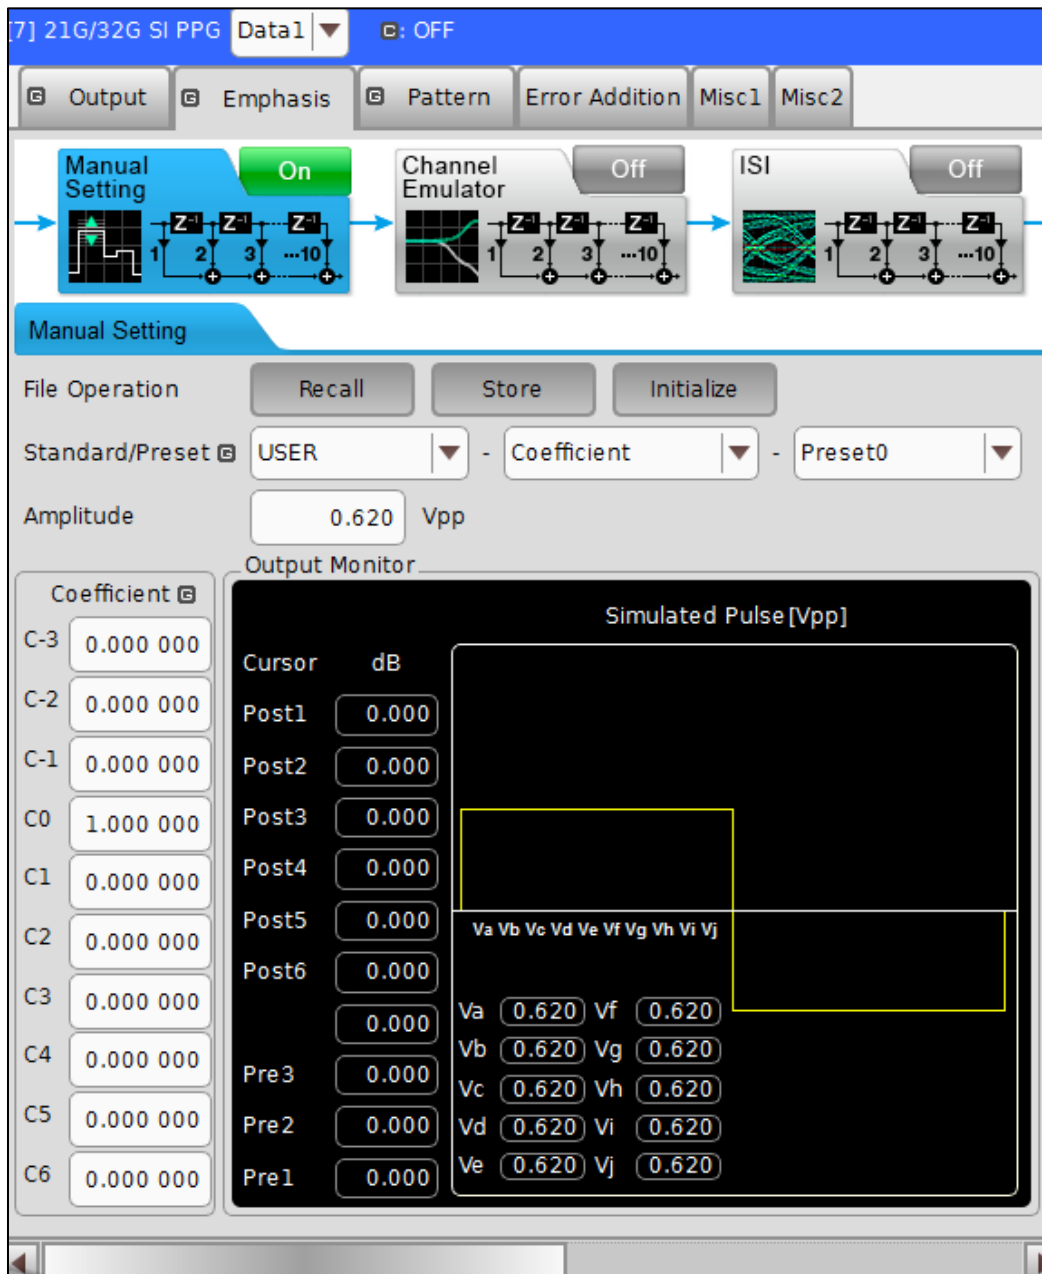 [7] 21G/32G SI PPG Data1 C: OFF
G Output G Emphasis G Pattern Error Addition Misc1 Misc2
Manual Setting On Channel Emulator Off ISI Off
Z-1 Z-1 Z-1 Z-1 Z-1 Z-1 Z-1 Z-1 Z-1
1 2 3 ···10 1 2 3 ···10 1 2 3 ···10
Manual Setting
File Operation Recall Store Initialize
Standard/Preset G USER - Coefficient - Preset0
Amplitude 0.620 Vpp
Output Monitor
Coefficient G
C-3 0.000 000
C-2 0.000 000
C-1 0.000 000
C0 1.000 000
C1 0.000 000
C2 0.000 000
C3 0.000 000
C4 0.000 000
C5 0.000 000
C6 0.000 000
Simulated Pulse[Vpp]
Cursor dB
Post1 0.000
Post2 0.000
Post3 0.000
Post4 0.000
Post5 0.000
Post6 0.000
0.000
Pre3 0.000
Pre2 0.000
Pre1 0.000
Va Vb Vc Vd Ve Vf Vg Vh Vi Vj
Va 0.620 Vf 0.620
Vb 0.620 Vg 0.620
Vc 0.620 Vh 0.620
Vd 0.620 Vi 0.620
Ve 0.620 Vj 0.620